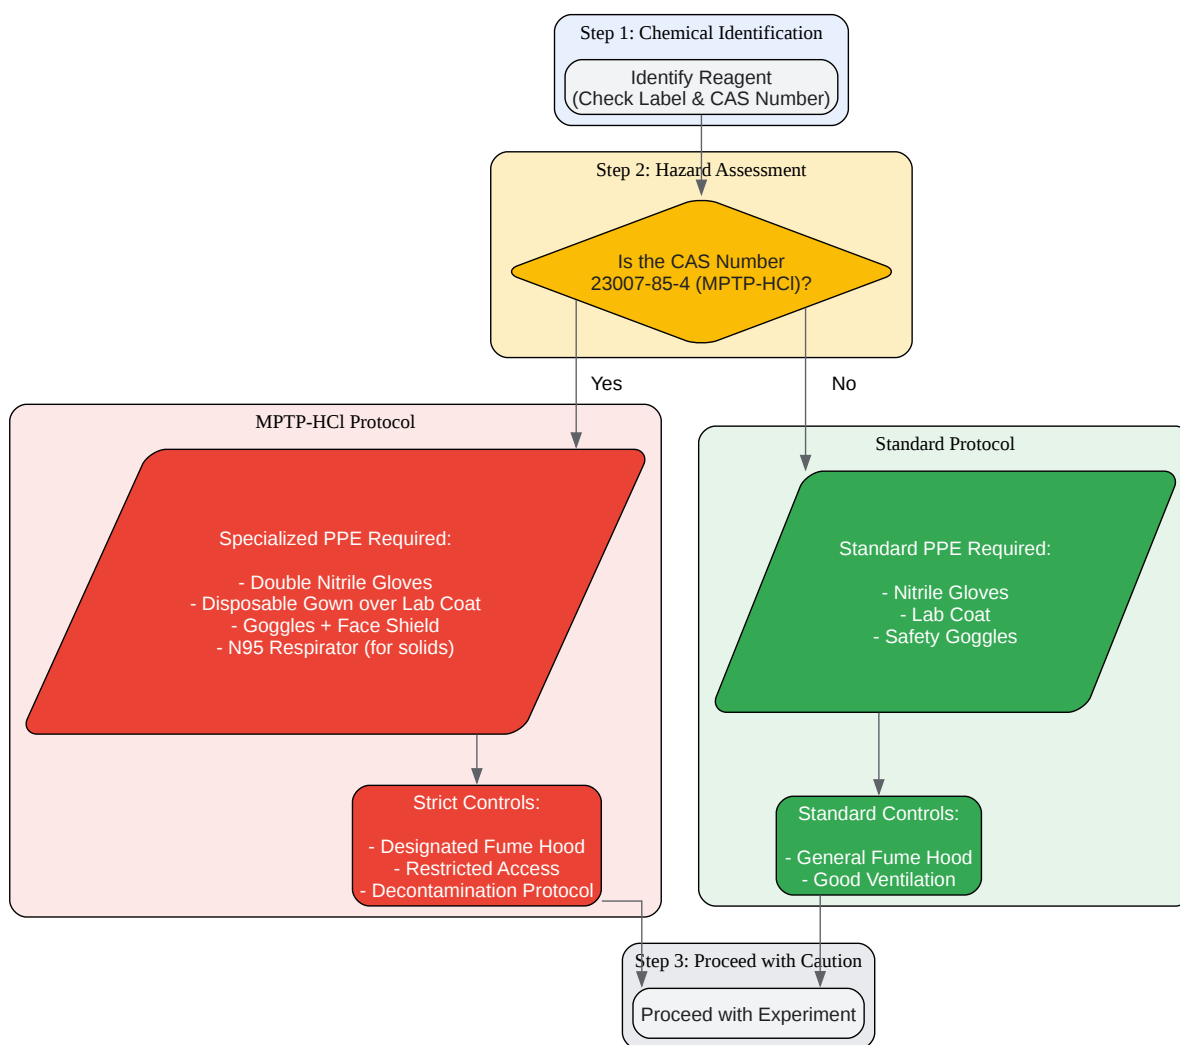 Step 1: Chemical Identification
Identify Reagent
(Check Label & CAS Number)
Step 2: Hazard Assessment
Is the CAS Number
23007-85-4 (MPTP-HCl)?
Yes
No
MPTP-HCl Protocol
Specialized PPE Required:
- Double Nitrile Gloves
- Disposable Gown over Lab Coat
- Goggles + Face Shield
- N95 Respirator (for solids)
Strict Controls:
- Designated Fume Hood
- Restricted Access
- Decontamination Protocol
Standard Protocol
Standard PPE Required:
- Nitrile Gloves
- Lab Coat
- Safety Goggles
Standard Controls:
- General Fume Hood
- Good Ventilation
Step 3: Proceed with Caution
Proceed with Experiment